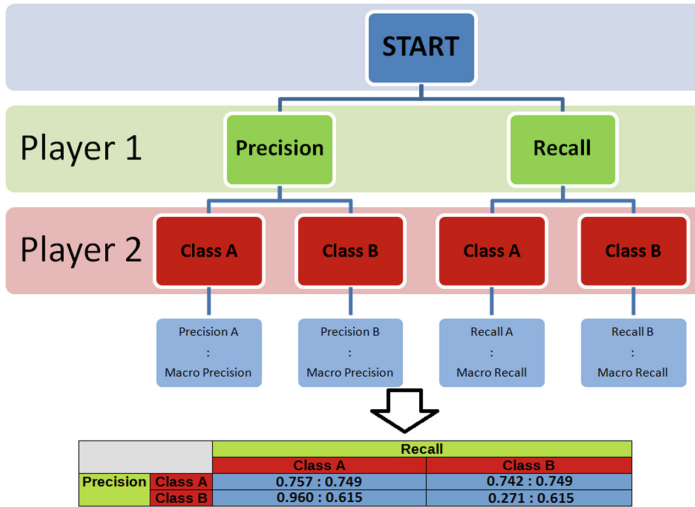 START
Player 1
Precision
Recall
Player 2
Class A
Class B
Class A
Class B
Precision A
:
Macro Precision
Precision B
:
Macro Precision
Recall A
:
Macro Recall
Recall B
:
Macro Recall
Recall
Class A
Class B
Precision
Class A
0.757 : 0.749
0.742 : 0.749
Class B
0.960 : 0.615
0.271 : 0.615